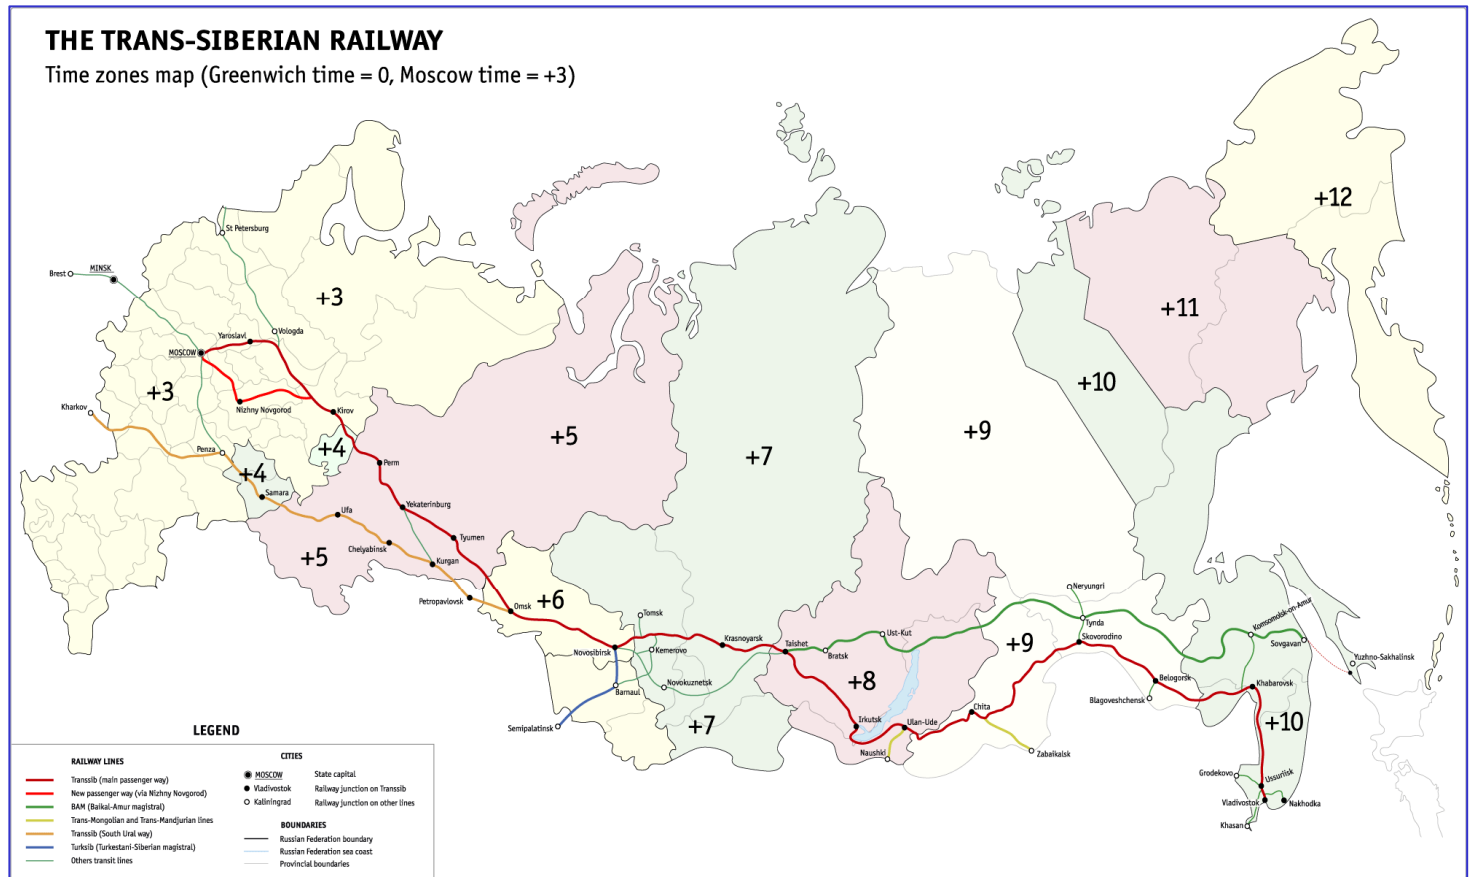 THE TRANS-SIBERIAN RAILWAY
Time zones map (Greenwich time = 0, Moscow time = +3)
+12
St Petersburg
Brest
MINSK
+3
+11
Vologda
Yaroslavl
MOSCOW
+10
+3
Nizhny Novgorod
Kirov
Kharkov
+5
+9
+4
+7
Penza
+4
Perm
Samara
Yekaterinburg
Ufa
Tyumen
Chelyabinsk
+5
Kurgan
Neryungri
Petropavlovsk
Omsk
+6
Tomsk
Tynda
Komsomolsk-on-Amur
Skovorodino
Krasnoyarsk
Taishet
Ust-Kut
+9
Sovgavan
Novosibirsk
Kemerovo
Bratsk
Yuzhno-Sakhalinsk
+8
Belogorsk
Novokuznetsk
Khabarovsk
Barnaul
Blagoveshchensk
Chita
Semipalatinsk
+7
Irkutsk
Ulan-Ude
+10
Naushki
Zabaikalsk
Grodekovo
Ussuriisk
Vladivostok
Nakhodka
Khasan
LEGEND
RAILWAY LINES
Transsib (main passenger way)
New passenger way (via Nizhny Novgorod)
BAM (Baikal-Amur magistral)
Trans-Mongolian and Trans-Mandjurian lines
Transsib (South Ural way)
Turksib (Turkestani-Siberian magistral)
Others transit lines
CITIES
MOSCOW State capital
Vladivostok Railway junction on Transsib
Kaliningrad Railway junction on other lines
BOUNDARIES
Russian Federation boundary
Russian Federation sea coast
Provincial boundaries